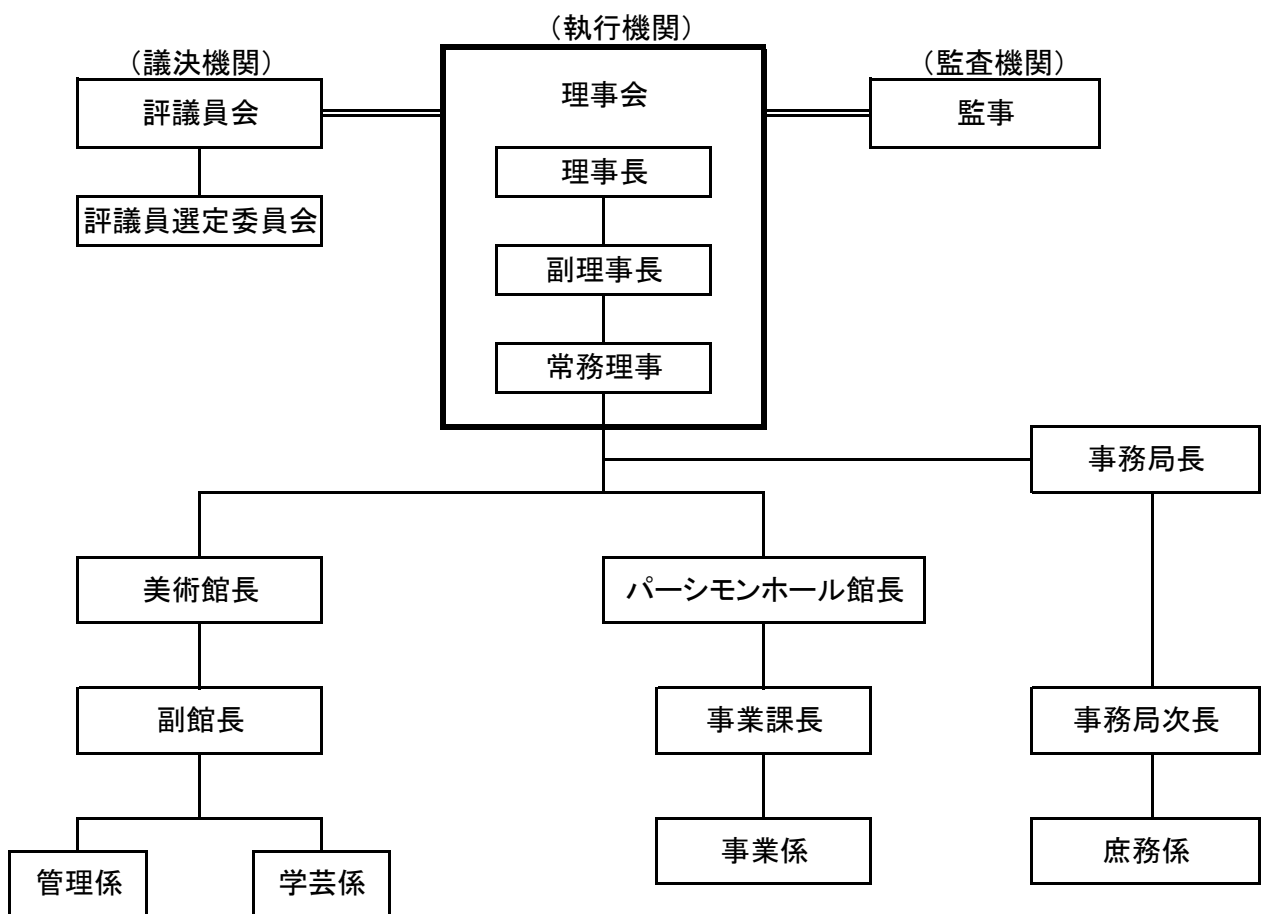 （執行機関）
（議決機関）
（監査機関）
評議員会
理事会
監事
理事長
評議員選定委員会
副理事長
常務理事
事務局長
美術館長
パーシモンホール館長
副館長
事業課長
事務局次長
管理係
学芸係
事業係
庶務係